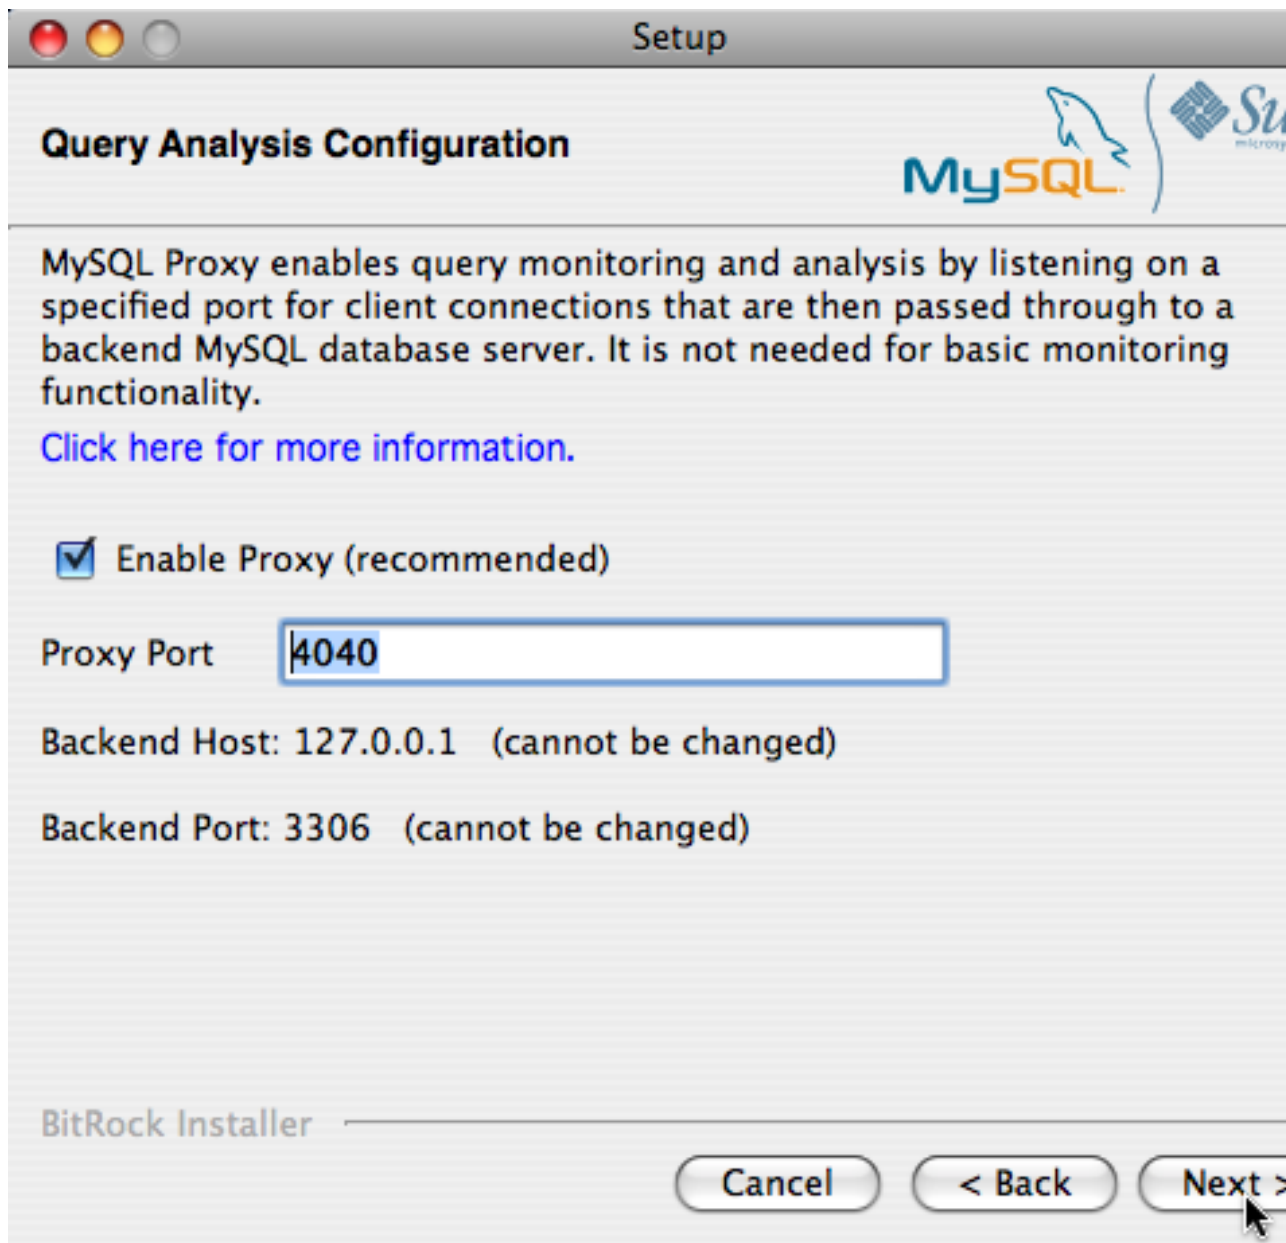 Setup
Query Analysis Configuration
MySQL
MySQL Proxy enables query monitoring and analysis by listening on a
specified port for client connections that are then passed through to a
backend MySQL database server. It is not needed for basic monitoring
functionality.
Click here for more information.
Enable Proxy (recommended)
Proxy Port
4040
Backend Host: 127.0.0.1 (cannot be changed)
Backend Port: 3306 (cannot be changed)
BitRock Installer
Cancel
< Back
Next >